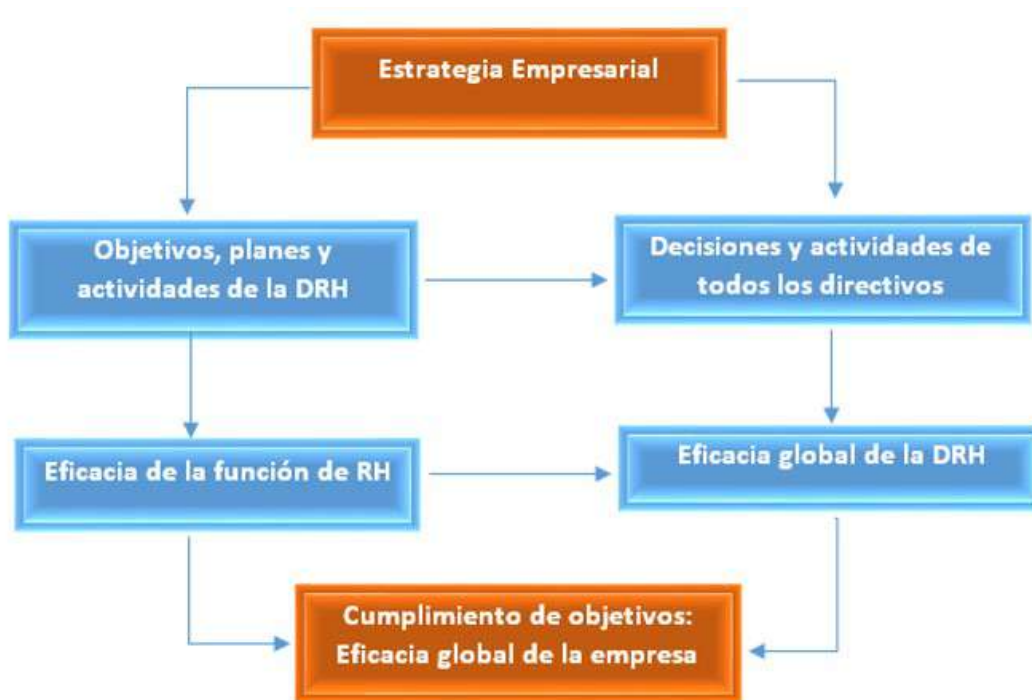 Estrategia Empresarial
Objetivos, planes y
actividades de la DRH
Decisiones y actividades de
todos los directivos
Eficacia de la función de RH
Eficacia global de la DRH
Cumplimiento de objetivos:
Eficacia global de la empresa